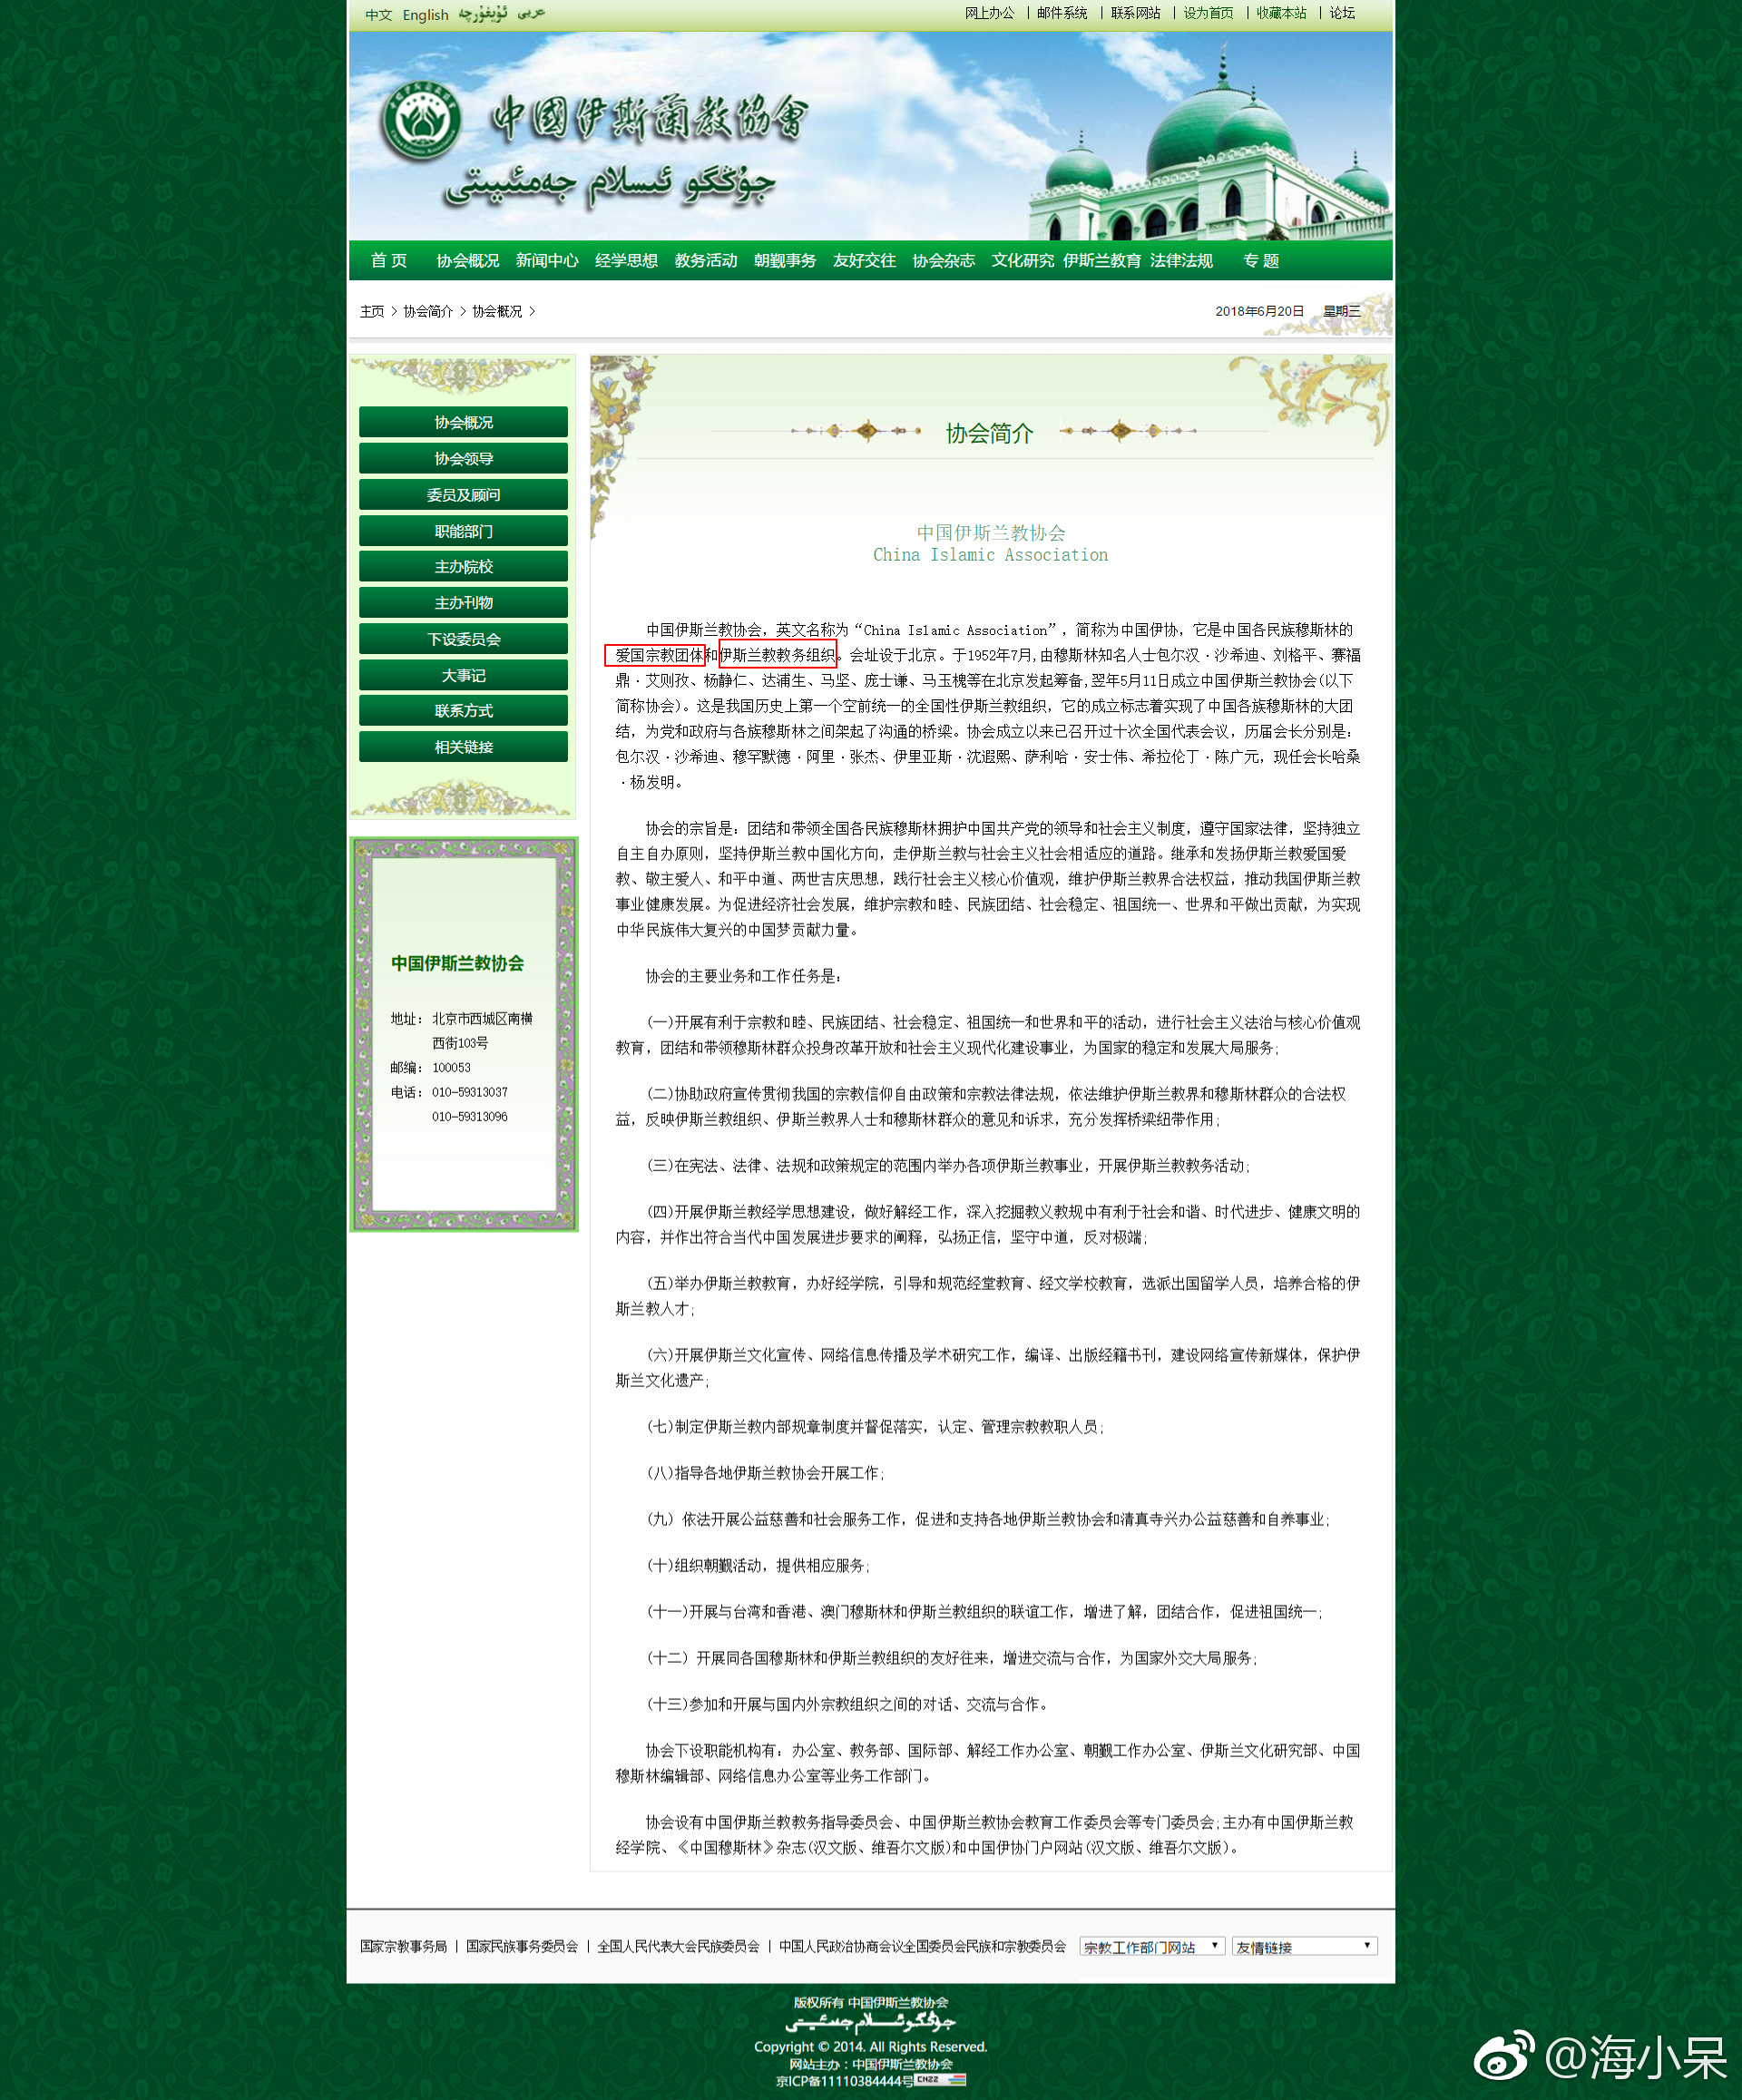 中文 English ئۇيغۇرچە عربى
网上办公 | 邮件系统 | 联系网站 | 设为首页 | 收藏本站 | 论坛
中國伊斯蘭教協會
جۇڭگو ئىسلام جەمئىيىتى
首 页 协会概况 新闻中心 经学思想 教务活动 朝觐事务 友好交往 协会杂志 文化研究 伊斯兰教育 法律法规 专 题
主页 > 协会简介 > 协会概况 >
2018年6月20日 星期三
协会概况
协会领导
委员及顾问
职能部门
主办院校
主办刊物
下设委员会
大事记
联系方式
相关链接
中国伊斯兰教协会
地址: 北京市西城区南横
西街103号
邮编: 100053
电话: 010-59313037
010-59313096
协会简介
中国伊斯兰教协会
China Islamic Association
中国伊斯兰教协会，英文名称为“China Islamic Association”，简称为中国伊协，它是中国各民族穆斯林的
爱国宗教团体和伊斯兰教教务组织。会址设于北京。于1952年7月,由穆斯林知名人士包尔汉·沙希迪、刘格平、赛福
鼎·艾则孜、杨静仁、达浦生、马坚、庞士谦、马玉槐等在北京发起筹备,翌年5月11日成立中国伊斯兰教协会(以下
简称协会)。这是我国历史上第一个空前统一的全国性伊斯兰教组织，它的成立标志着实现了中国各族穆斯林的大团
结，为党和政府与各族穆斯林之间架起了沟通的桥梁。协会成立以来已召开过十次全国代表会议，历届会长分别是:
包尔汉·沙希迪、穆罕默德·阿里·张杰、伊里亚斯·沈遐熙、萨利哈·安士伟、希拉伦丁·陈广元，现任会长哈桑
·杨发明。
协会的宗旨是: 团结和带领全国各民族穆斯林拥护中国共产党的领导和社会主义制度，遵守国家法律，坚持独立
自主自办原则，坚持伊斯兰教中国化方向，走伊斯兰教与社会主义社会相适应的道路。继承和发扬伊斯兰教爱国爱
教、敬主爱人、和平中道、两世吉庆思想，践行社会主义核心价值观，维护伊斯兰教界合法权益，推动我国伊斯兰教
事业健康发展。为促进经济社会发展，维护宗教和睦、民族团结、社会稳定、祖国统一、世界和平做出贡献，为实现
中华民族伟大复兴的中国梦贡献力量。
协会的主要业务和工作任务是:
(一)开展有利于宗教和睦、民族团结、社会稳定、祖国统一和世界和平的活动，进行社会主义法治与核心价值观
教育，团结和带领穆斯林群众投身改革开放和社会主义现代化建设事业，为国家的稳定和发展大局服务;
(二)协助政府宣传贯彻我国的宗教信仰自由政策和宗教法律法规，依法维护伊斯兰教界和穆斯林群众的合法权
益，反映伊斯兰教组织、伊斯兰教界人士和穆斯林群众的意见和诉求，充分发挥桥梁纽带作用;
(三)在宪法、法律、法规和政策规定的范围内举办各项伊斯兰教事业，开展伊斯兰教教务活动;
(四)开展伊斯兰教经学思想建设，做好解经工作，深入挖掘教义教规中有利于社会和谐、时代进步、健康文明的
内容，并作出符合当代中国发展进步要求的阐释，弘扬正信，坚守中道，反对极端;
(五)举办伊斯兰教教育，办好经学院，引导和规范经堂教育、经文学校教育，选派出国留学人员，培养合格的伊
斯兰教人才;
(六)开展伊斯兰文化宣传、网络信息传播及学术研究工作，编译、出版经籍书刊，建设网络宣传新媒体，保护伊
斯兰文化遗产;
(七)制定伊斯兰教内部规章制度并督促落实，认定、管理宗教教职人员;
(八)指导各地伊斯兰教协会开展工作;
(九) 依法开展公益慈善和社会服务工作，促进和支持各地伊斯兰教协会和清真寺兴办公益慈善和自养事业;
(十)组织朝觐活动，提供相应服务;
(十一)开展与台湾和香港、澳门穆斯林和伊斯兰教组织的联谊工作，增进了解，团结合作，促进祖国统一;
(十二) 开展同各国穆斯林和伊斯兰教组织的友好往来，增进交流与合作，为国家外交大局服务;
(十三)参加和开展与国内外宗教组织之间的对话、交流与合作。
协会下设职能机构有: 办公室、教务部、国际部、解经工作办公室、朝觐工作办公室、伊斯兰文化研究部、中国
穆斯林编辑部、网络信息办公室等业务工作部门。
协会设有中国伊斯兰教教务指导委员会、中国伊斯兰教协会教育工作委员会等专门委员会;主办有中国伊斯兰教
经学院、《中国穆斯林》杂志(汉文版、维吾尔文版)和中国伊协门户网站(汉文版、维吾尔文版)。
国家宗教事务局 | 国家民族事务委员会 | 全国人民代表大会民族委员会 | 中国人民政治协商会议全国委员会民族和宗教委员会 宗教工作部门网站 友情链接
版权所有 中国伊斯兰教协会
جۇڭگو ئىسلام جەمئىيىتى
Copyright © 2014. All Rights Reserved.
网站主办：中国伊斯兰教协会
京ICP备11110384444号 CNZZ
@海小呆